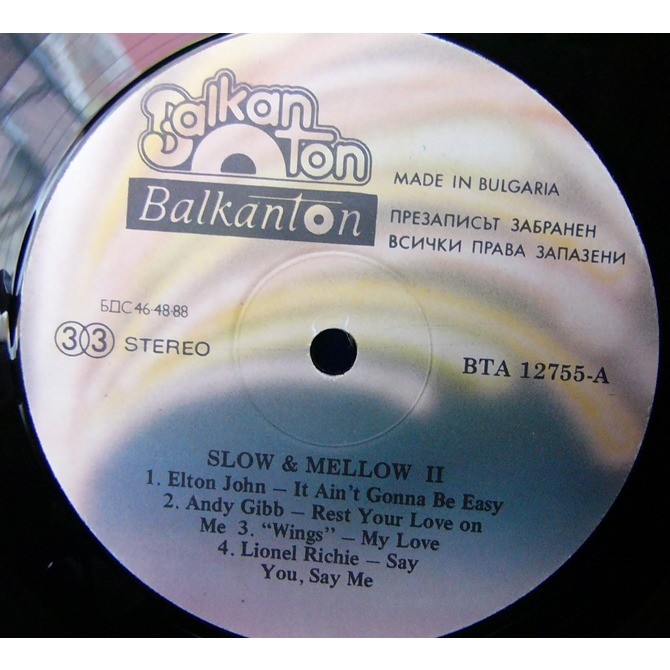 Balkan
ton
Balkanton
MADE IN BULGARIA
ПРЕЗАПИСЪТ ЗАБРАНЕН
ВСИЧКИ ПРАВА ЗАПАЗЕНИ
БДС 46-48-88
33 STEREO
BTA 12755-A
SLOW & MELLOW II
1. Elton John – It Ain't Gonna Be Easy
2. Andy Gibb – Rest Your Love on
Me 3. "Wings" – My Love
4. Lionel Richie – Say
You, Say Me